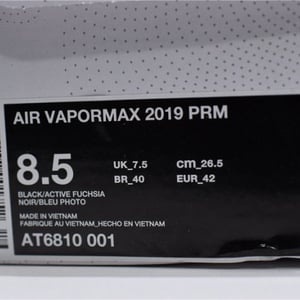 AIR VAPORMAX 2019 PRM
8.5 UK_7.5 cm_26.5
BR_40 EUR_42
BLACK/ACTIVE FUCHSIA
NOIR/BLEU PHOTO
MADE IN VIETNAM
FABRIQUE AU VIETNAM_HECHO EN VIETNAM
AT6810 001